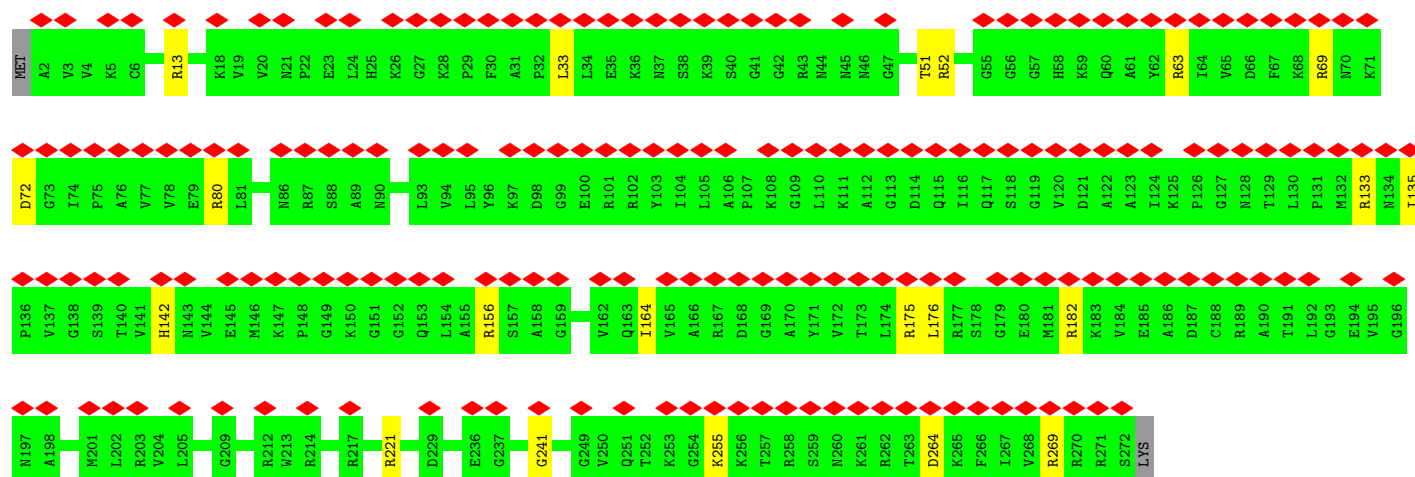 MET A2 V3 V4 K5 C6 R13 K18 V19 V20 N21 P22 E23 L24 H25 K26 G27 K28 P29 F30 A31 P32 L33 L34 E35 K36 N37 S38 K39 S40 G41 G42 R43 N44 N45 N46 G47 T51 R52 G55 G56 G57 H58 K59 Q60 A61 Y62 R63 I64 V65 D66 F67 K68 R69 N70 K71
D72 G73 I74 P75 A76 V77 V78 E79 R80 L81 N86 R87 S88 A89 N90 L93 V94 L95 Y96 K97 D98 G99 E100 R101 R102 Y103 I104 L105 A106 P107 K108 G109 L110 K111 A112 G113 D114 Q115 I116 Q117 S118 G119 V120 D121 A122 A123 I124 K125 P126 G127 N128 T129 L130 P131 M132 R133 N134 I135
P136 V137 G138 S139 T140 V141 H142 N143 V144 E145 M146 K147 P148 G149 K150 G151 G152 Q153 L154 A155 R156 S157 A158 G159 V162 Q163 I164 V165 A166 R167 D168 G169 A170 Y171 V172 T173 L174 R175 L176 R177 S178 G179 E180 M181 R182 K183 V184 E185 A186 D187 C188 R189 A190 T191 L192 G193 E194 V195 G196
N197 A198 M201 L202 R203 V204 L205 G209 R212 W213 R214 R217 R221 D229 E236 G237 G241 G249 V250 Q251 T252 K253 G254 K255 K256 T257 R258 S259 N260 K261 R262 T263 D264 K265 F266 I267 V268 R269 R270 R271 S272 LYS